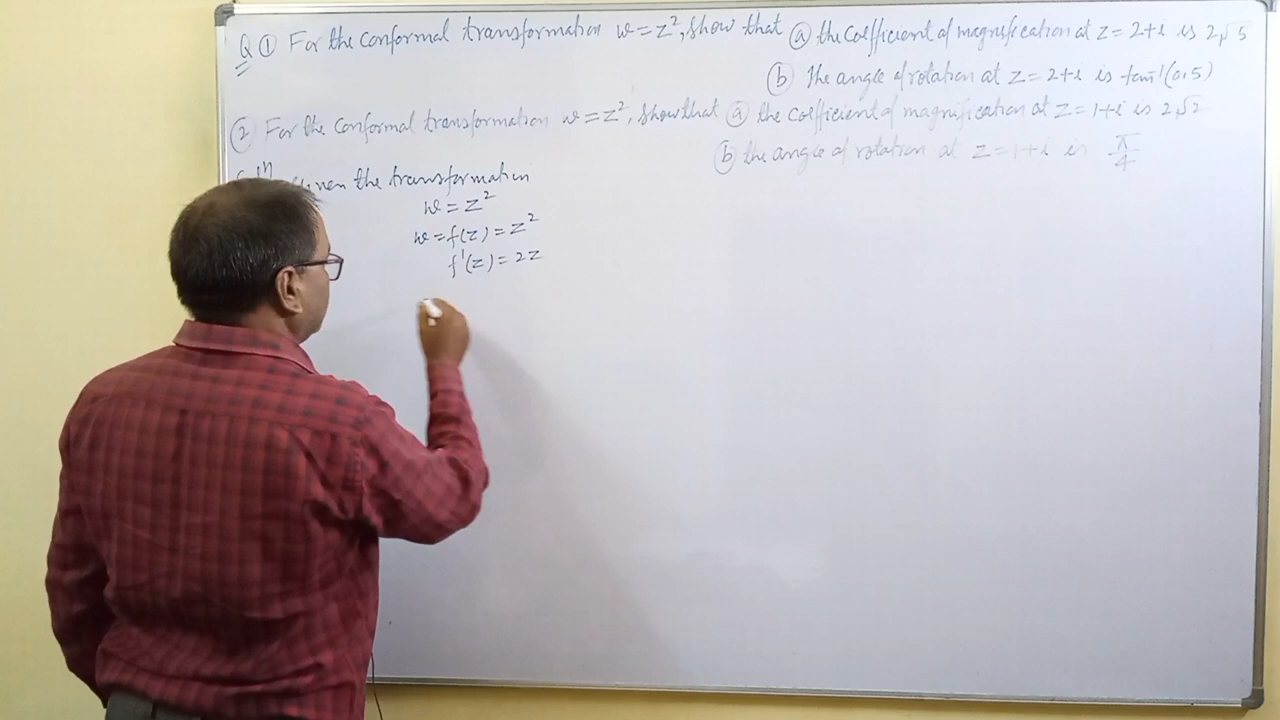 Q ① For the conformal transformation w = z², show that ⓐ the coefficient of magnification at z = 2+i is 2√5
ⓑ The angle of rotation at z = 2+i is tan⁻¹(0.5)
② For the conformal transformation w = z², show that ⓐ the coefficient of magnification at z = 1+i is 2√2
ⓑ the angle of rotation at z = 1+i is π/4
the transformation
w = z²
w = f(z) = z²
f'(z) = 2z